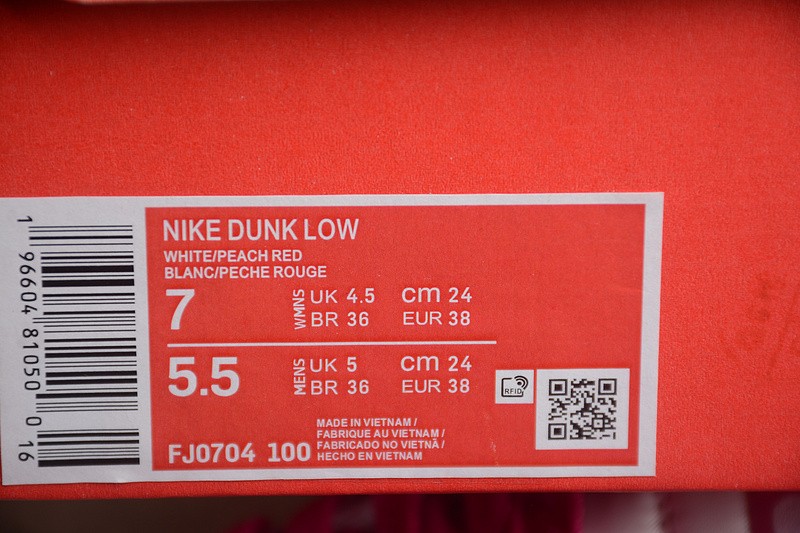 1 96604 81050 0 16
NIKE DUNK LOW
WHITE/PEACH RED
BLANC/PECHE ROUGE
7 WMNS UK 4.5 cm 24
BR 36 EUR 38
5.5 MENS UK 5 cm 24
BR 36 EUR 38
RFID
MADE IN VIETNAM /
FABRIQUE AU VIETNAM /
FABRICADO NO VIETNÃ /
HECHO EN VIETNAM
FJ0704 100